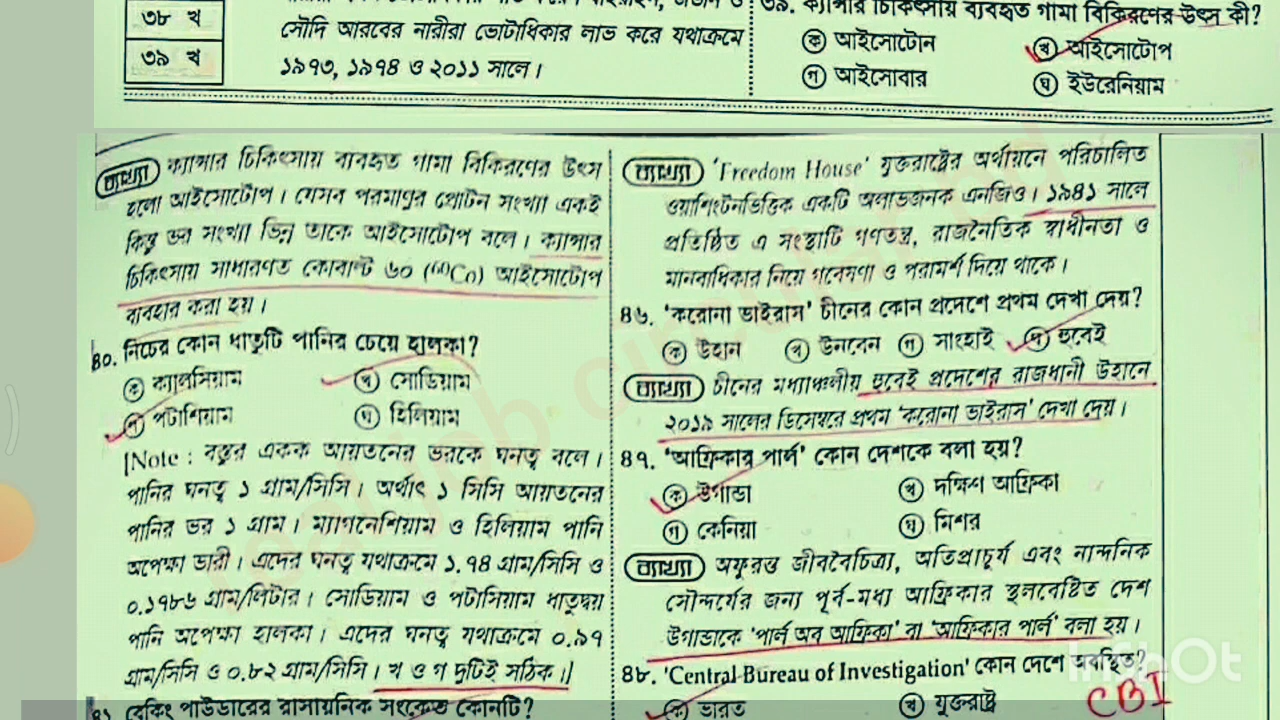 ৩৮ খ
৩৯ খ
সৌদি আরবের নারীরা ভোটাধিকার লাভ করে যথাক্রমে
১৯৭৩, ১৯৭৪ ও ২০১১ সালে।
৩৯. ক্যান্সার চিকিৎসায় ব্যবহৃত গামা বিকিরণের উৎস কী?
ক আইসোটোন
খ আইসোটোপ
গ আইসোবার
ঘ ইউরেনিয়াম
ব্যাখ্যা ক্যান্সার চিকিৎসায় ব্যবহৃত গামা বিকিরণের উৎস
হলো আইসোটোপ। যেসব পরমাণুর প্রোটন সংখ্যা একই
কিন্তু ভর সংখ্যা ভিন্ন তাকে আইসোটোপ বলে। ক্যান্সার
চিকিৎসায় সাধারণত কোবাল্ট ৬০ (⁶⁰Co) আইসোটোপ
ব্যবহার করা হয়।
৪০. নিচের কোন ধাতুটি পানির চেয়ে হালকা?
ক ক্যালসিয়াম
খ সোডিয়াম
গ পটাশিয়াম
ঘ হিলিয়াম
[Note : বস্তুর একক আয়তনের ভরকে ঘনত্ব বলে।
পানির ঘনত্ব ১ গ্রাম/সিসি। অর্থাৎ ১ সিসি আয়তনের
পানির ভর ১ গ্রাম। ম্যাগনেশিয়াম ও হিলিয়াম পানি
অপেক্ষা ভারী। এদের ঘনত্ব যথাক্রমে ১.৭৪ গ্রাম/সিসি ও
০.১৭৮৬ গ্রাম/লিটার। সোডিয়াম ও পটাসিয়াম ধাতুদ্বয়
পানি অপেক্ষা হালকা। এদের ঘনত্ব যথাক্রমে ০.৯৭
গ্রাম/সিসি ও ০.৮২ গ্রাম/সিসি। খ ও গ দুটিই সঠিক।]
৪১. বেকিং পাউডারের রাসায়নিক সংকেত কোনটি?
ব্যাখ্যা 'Freedom House' যুক্তরাষ্ট্রের অর্থায়নে পরিচালিত
ওয়াশিংটনভিত্তিক একটি অলাভজনক এনজিও। ১৯৪১ সালে
প্রতিষ্ঠিত এ সংস্থাটি গণতন্ত্র, রাজনৈতিক স্বাধীনতা ও
মানবাধিকার নিয়ে গবেষণা ও পরামর্শ দিয়ে থাকে।
৪৬. 'করোনা ভাইরাস' চীনের কোন প্রদেশে প্রথম দেখা দেয়?
ক উহান খ উনবেন গ সাংহাই ঘ হুবেই
ব্যাখ্যা চীনের মধ্যাঞ্চলীয় হুবেই প্রদেশের রাজধানী উহানে
২০১৯ সালের ডিসেম্বরে প্রথম 'করোনা ভাইরাস' দেখা দেয়।
৪৭. 'আফ্রিকার পার্ল' কোন দেশকে বলা হয়?
ক উগান্ডা
খ দক্ষিণ আফ্রিকা
গ কেনিয়া
ঘ মিশর
ব্যাখ্যা অফুরন্ত জীববৈচিত্র্য, অতিপ্রাচুর্য এবং নান্দনিক
সৌন্দর্যের জন্য পূর্ব-মধ্য আফ্রিকার স্থলবেষ্টিত দেশ
উগান্ডাকে 'পার্ল অব আফ্রিকা' বা 'আফ্রিকার পার্ল' বলা হয়।
৪৮. 'Central Bureau of Investigation' কোন দেশে অবস্থিত?
ক ভারত
খ যুক্তরাষ্ট্র
CBI